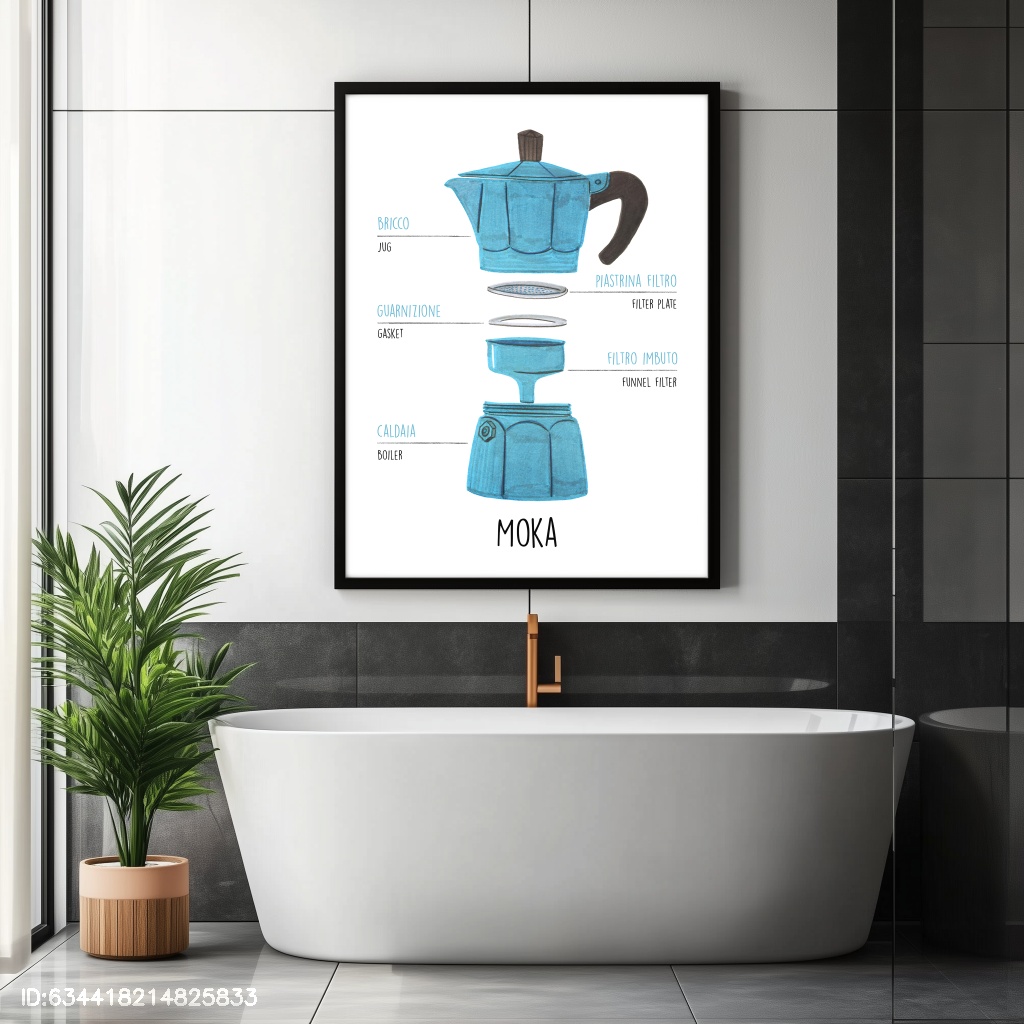 BRICCO
JUG
PIASTRINA FILTRO
FILTER PLATE
GUARNIZIONE
GASKET
FILTRO IMBUTO
FUNNEL FILTER
CALDAIA
BOILER
MOKA
ID:634418214825833